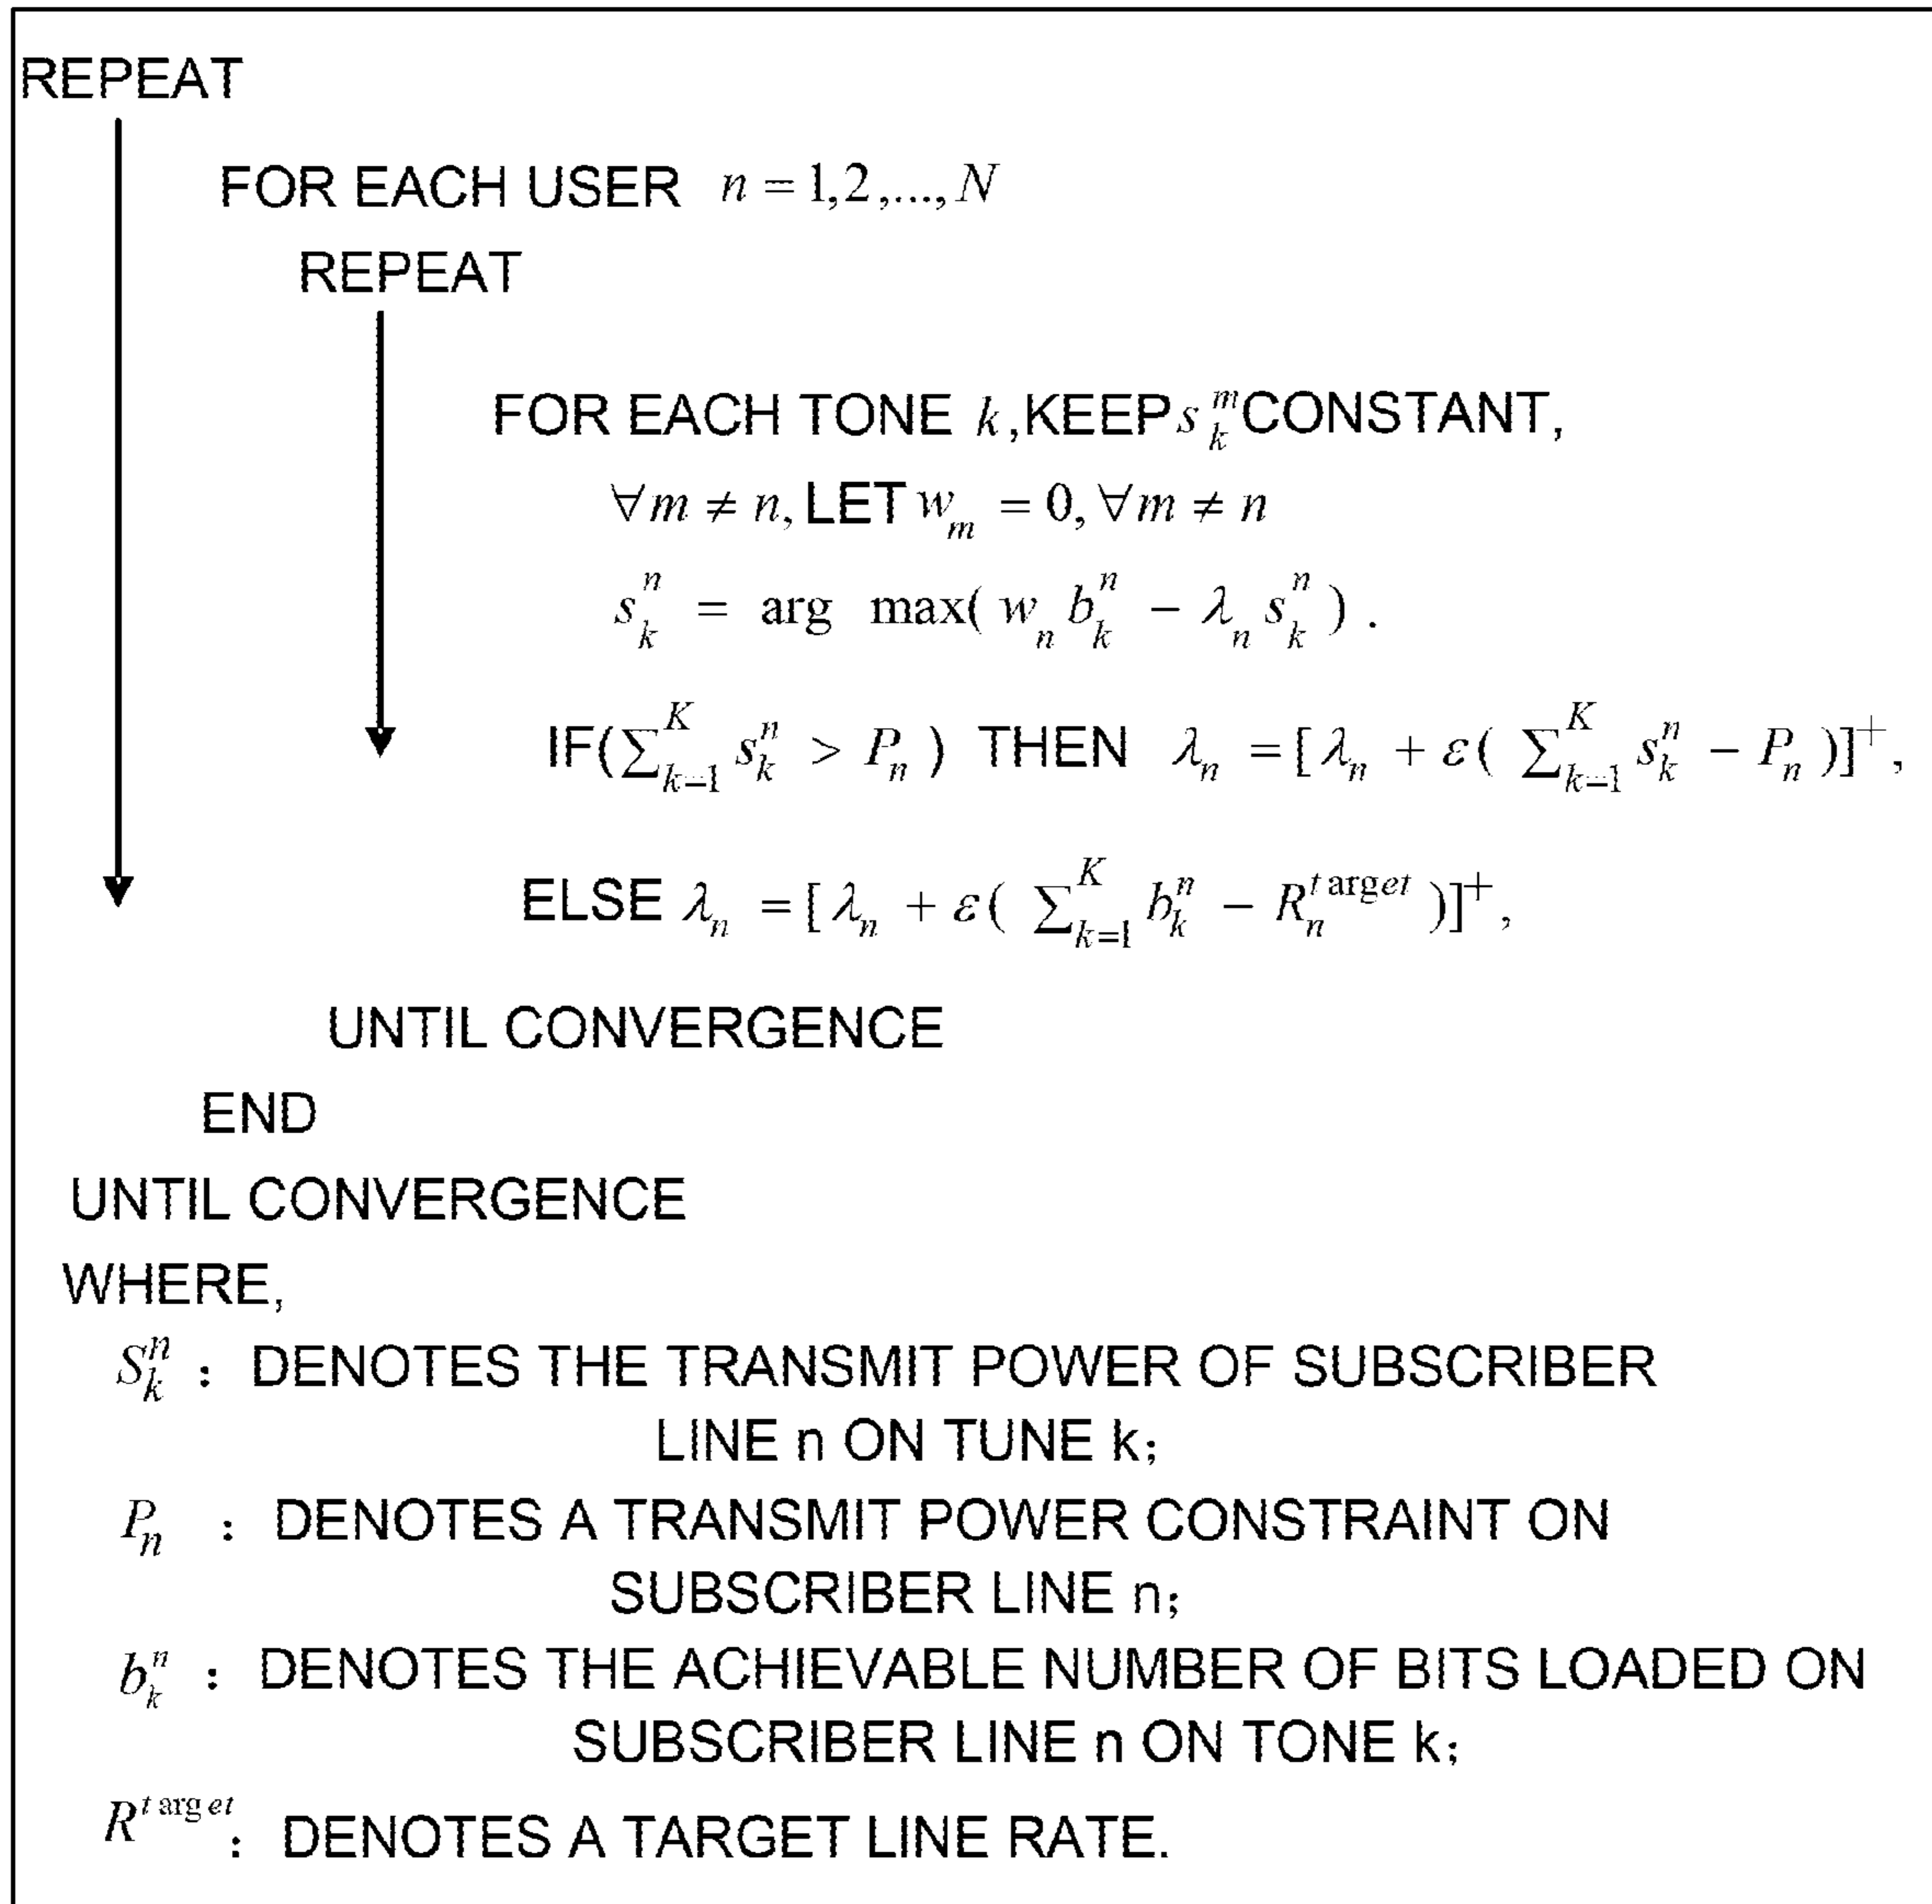 REPEAT
FOR EACH USER n = 1,2,...,N
REPEAT
FOR EACH TONE k,KEEP s_k^m CONSTANT,
∀m ≠ n, LET w_m = 0, ∀m ≠ n
s_k^n = arg max( w_n b_k^n − λ_n s_k^n ) .
IF(∑_{k=1}^K s_k^n > P_n ) THEN λ_n = [ λ_n + ε( ∑_{k=1}^K s_k^n − P_n )]^+,
ELSE λ_n = [ λ_n + ε( ∑_{k=1}^K b_k^n − R_n^{target} )]^+,
UNTIL CONVERGENCE
END
UNTIL CONVERGENCE
WHERE,
S_k^n : DENOTES THE TRANSMIT POWER OF SUBSCRIBER
LINE n ON TUNE k;
P_n : DENOTES A TRANSMIT POWER CONSTRAINT ON
SUBSCRIBER LINE n;
b_k^n : DENOTES THE ACHIEVABLE NUMBER OF BITS LOADED ON
SUBSCRIBER LINE n ON TONE k;
R^{target}: DENOTES A TARGET LINE RATE.